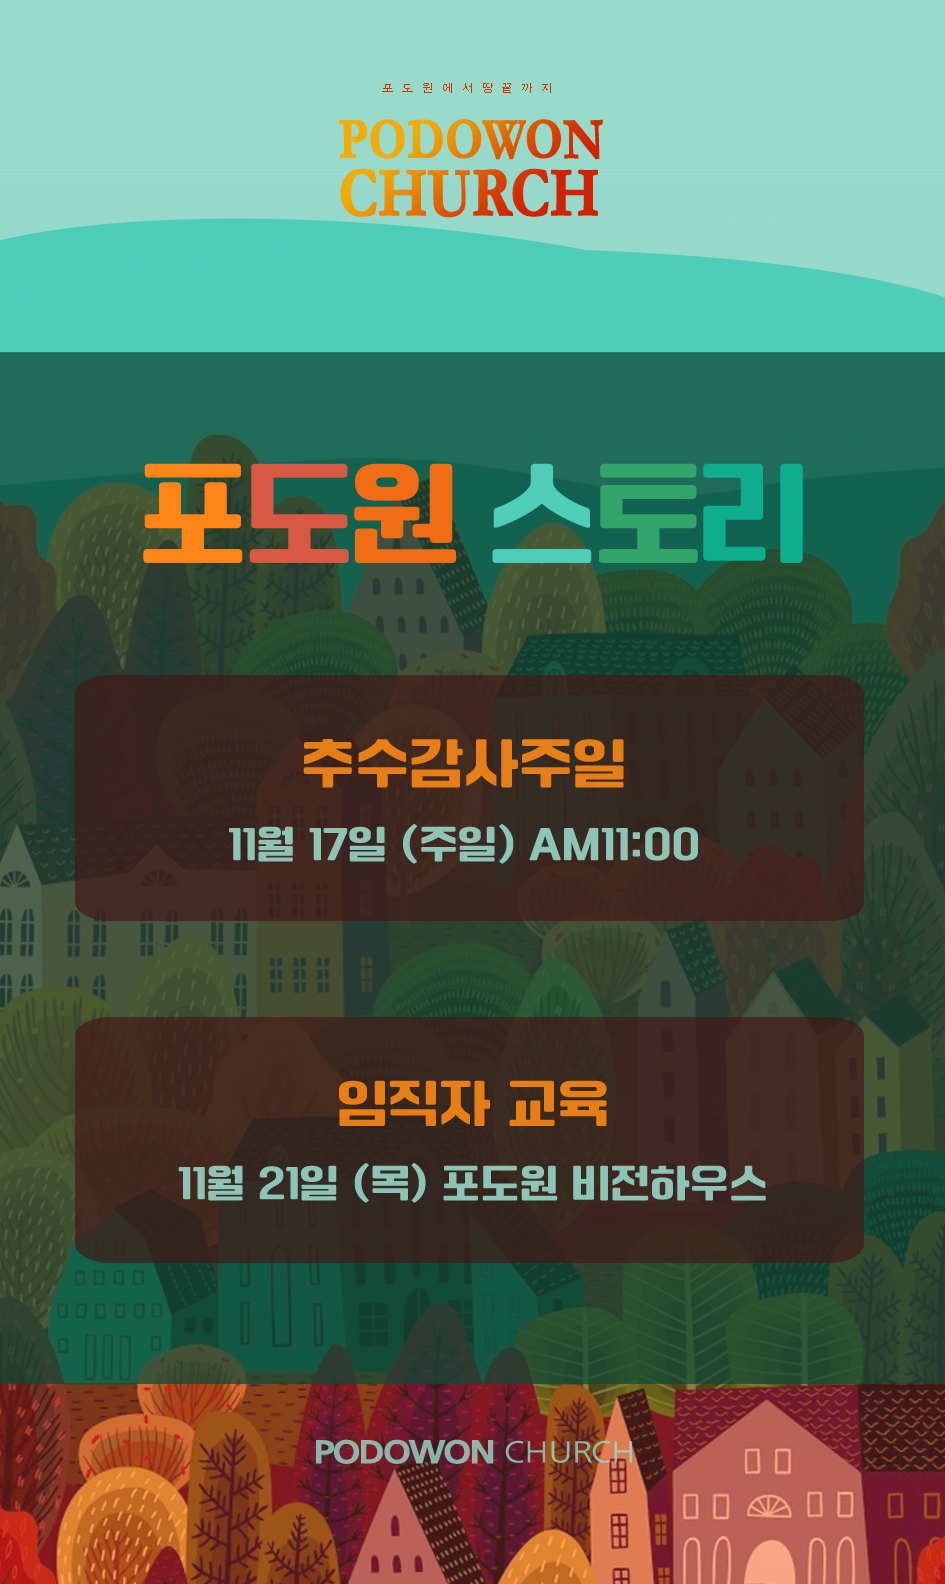 포도원에서땅끝까지
PODOWON
CHURCH
포도원 스토리
추수감사주일
11월 17일 (주일) AM11:00
임직자 교육
11월 21일 (목) 포도원 비전하우스
PODOWON CHURCH